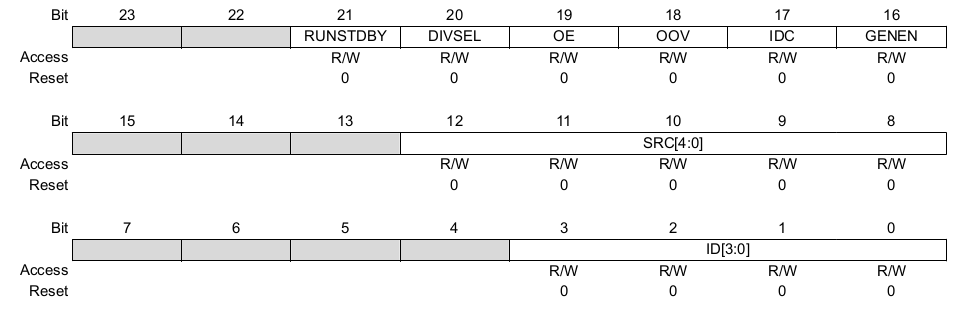 Bit 23 22 21 20 19 18 17 16
RUNSTDBY DIVSEL OE OOV IDC GENEN
Access R/W R/W R/W R/W R/W R/W
Reset 0 0 0 0 0 0
Bit 15 14 13 12 11 10 9 8
SRC[4:0]
Access R/W R/W R/W R/W R/W
Reset 0 0 0 0 0
Bit 7 6 5 4 3 2 1 0
ID[3:0]
Access R/W R/W R/W R/W
Reset 0 0 0 0